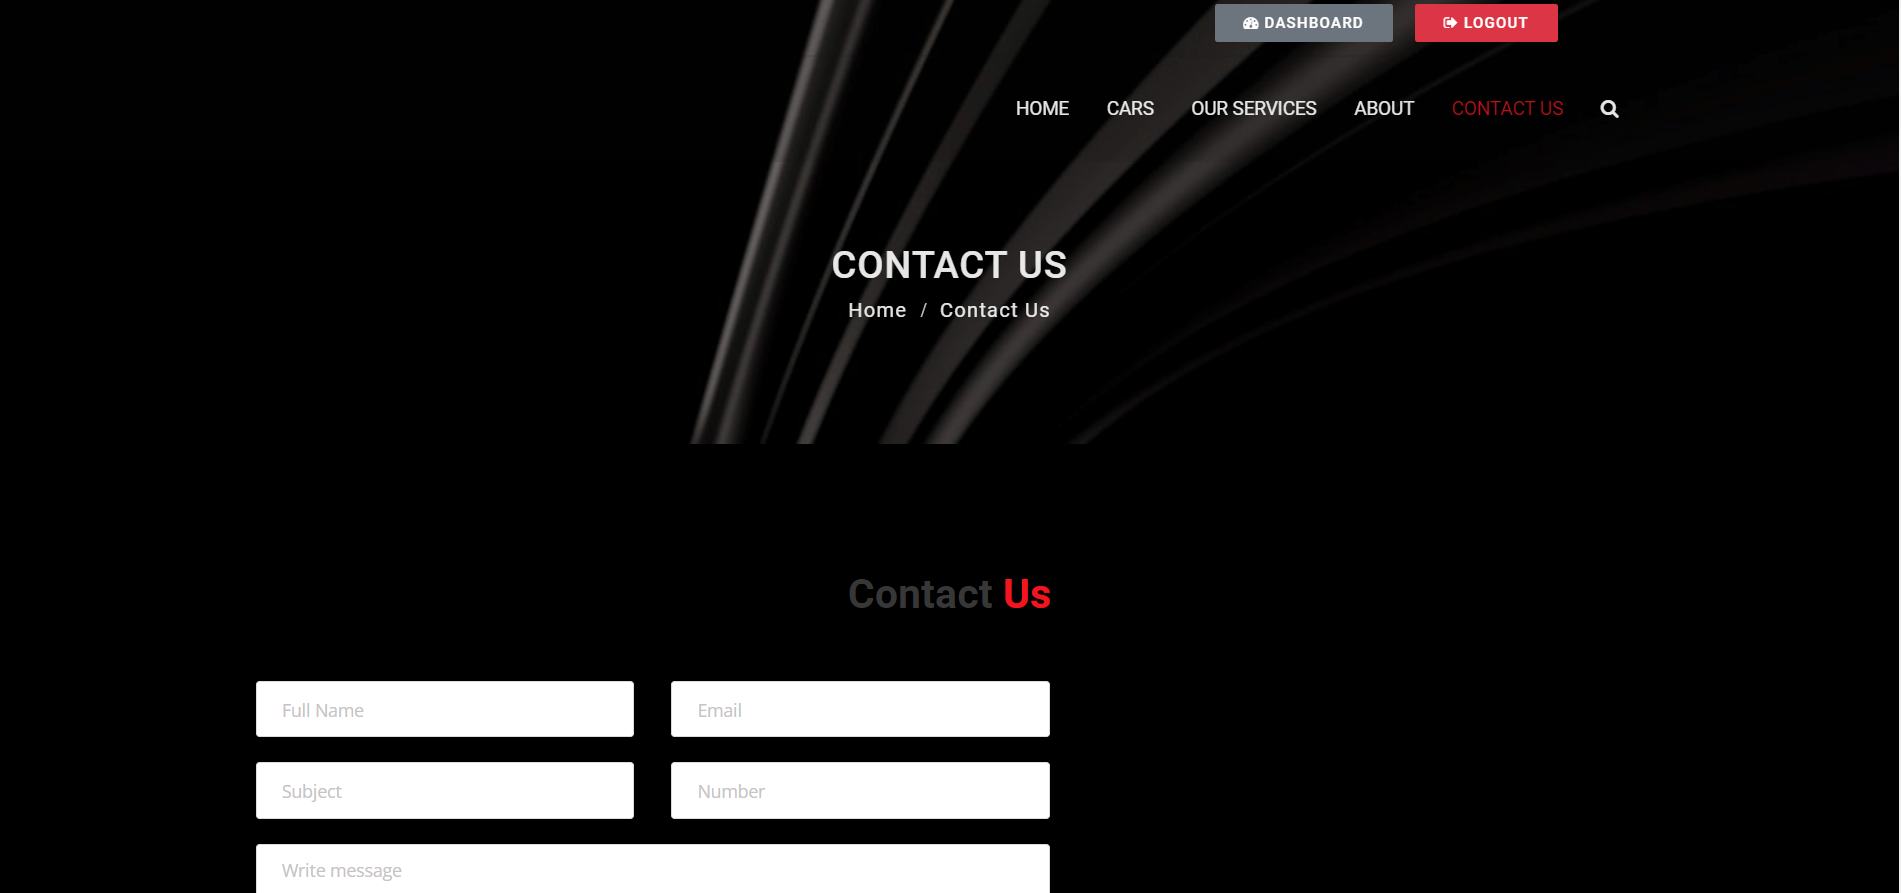 DASHBOARD LOGOUT
HOME CARS OUR SERVICES ABOUT CONTACT US
CONTACT US
Home / Contact Us
Contact Us
Full Name Email
Subject Number
Write message